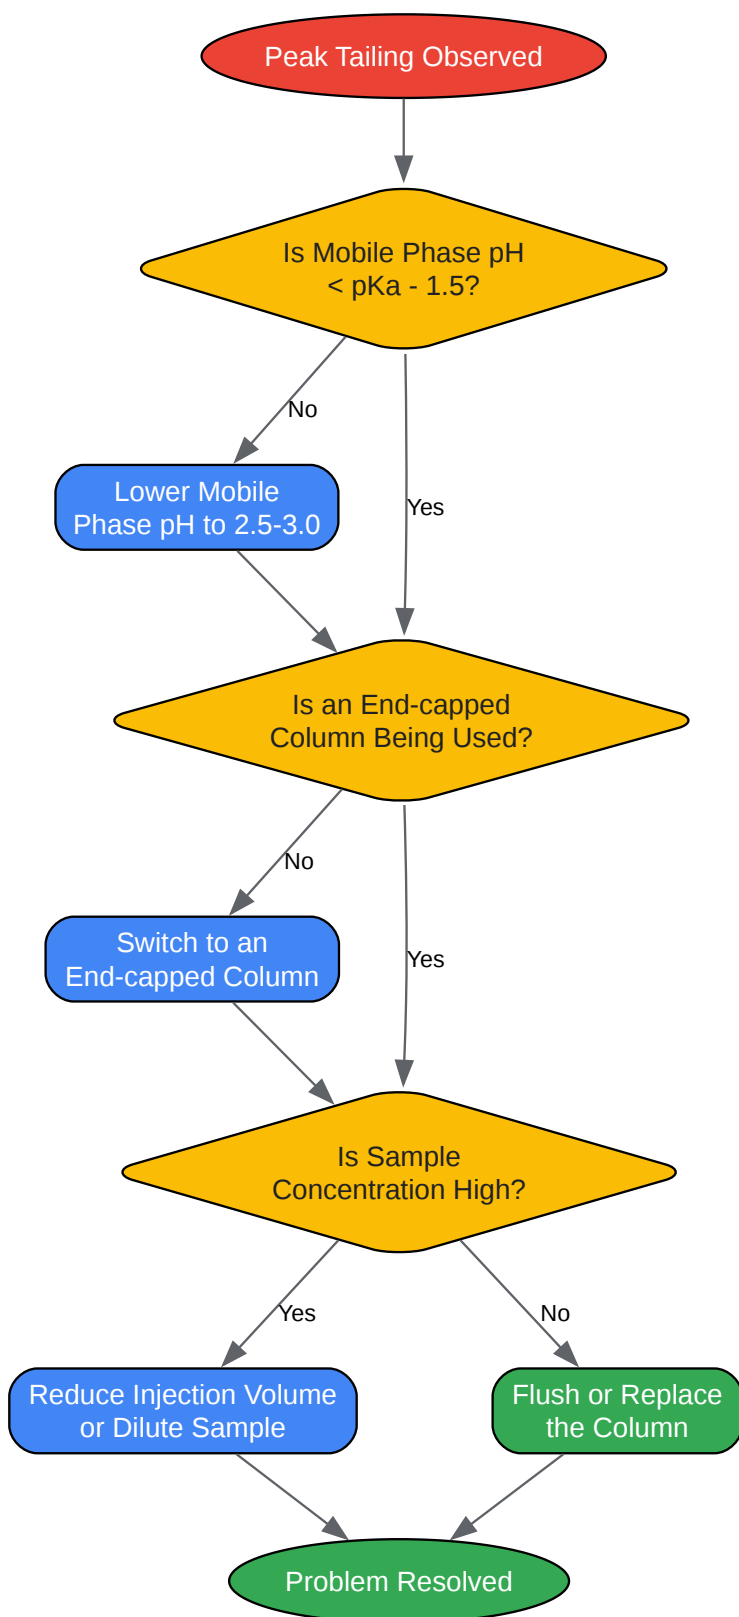 Peak Tailing Observed
Is Mobile Phase pH
< pKa - 1.5?
No
Lower Mobile
Phase pH to 2.5-3.0
Yes
Is an End-capped
Column Being Used?
No
Switch to an
End-capped Column
Yes
Is Sample
Concentration High?
Yes
No
Reduce Injection Volume
or Dilute Sample
Flush or Replace
the Column
Problem Resolved